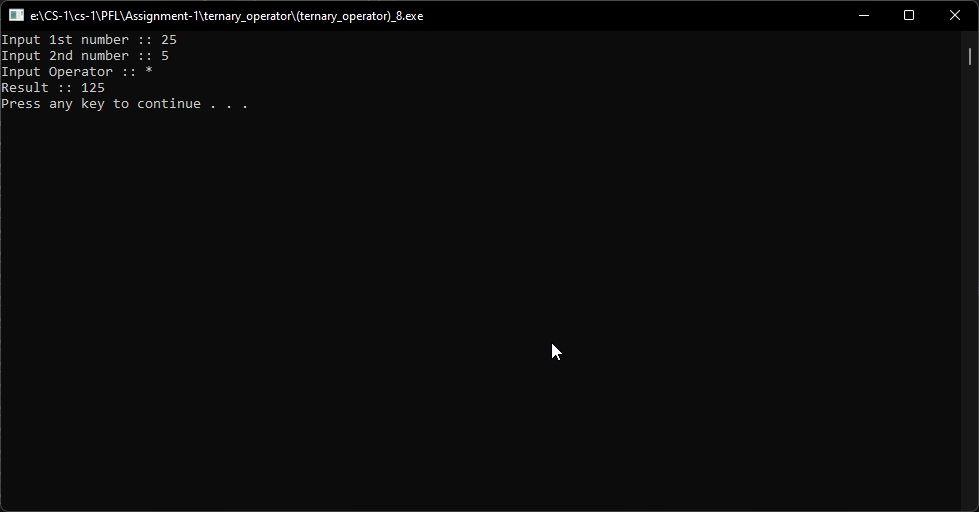 e:\CS-1\cs-1\PFL\Assignment-1\ternary_operator\(ternary_operator)_8.exe
Input 1st number :: 25
Input 2nd number :: 5
Input Operator :: *
Result :: 125
Press any key to continue . . .